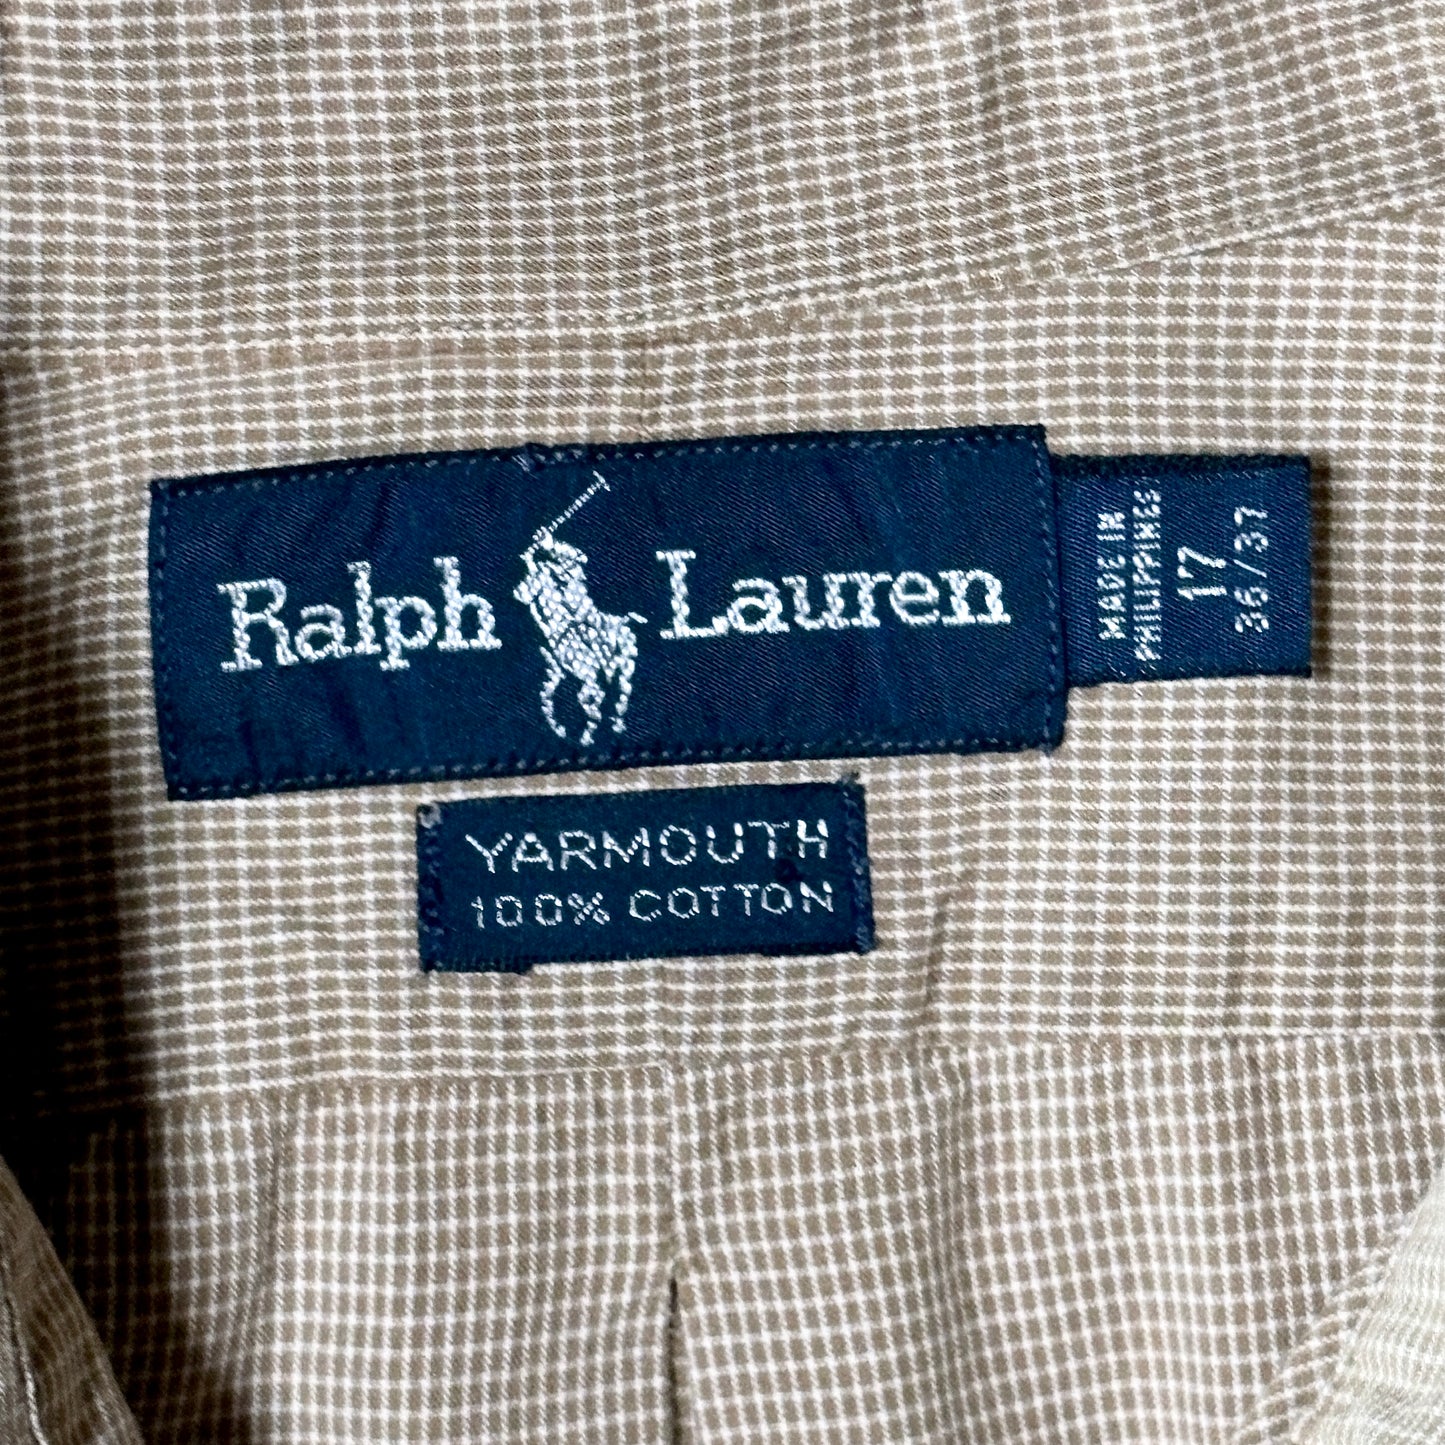 Ralph Lauren
MADE IN
PHILIPPINES
17
36/37
YARMOUTH
100% COTTON